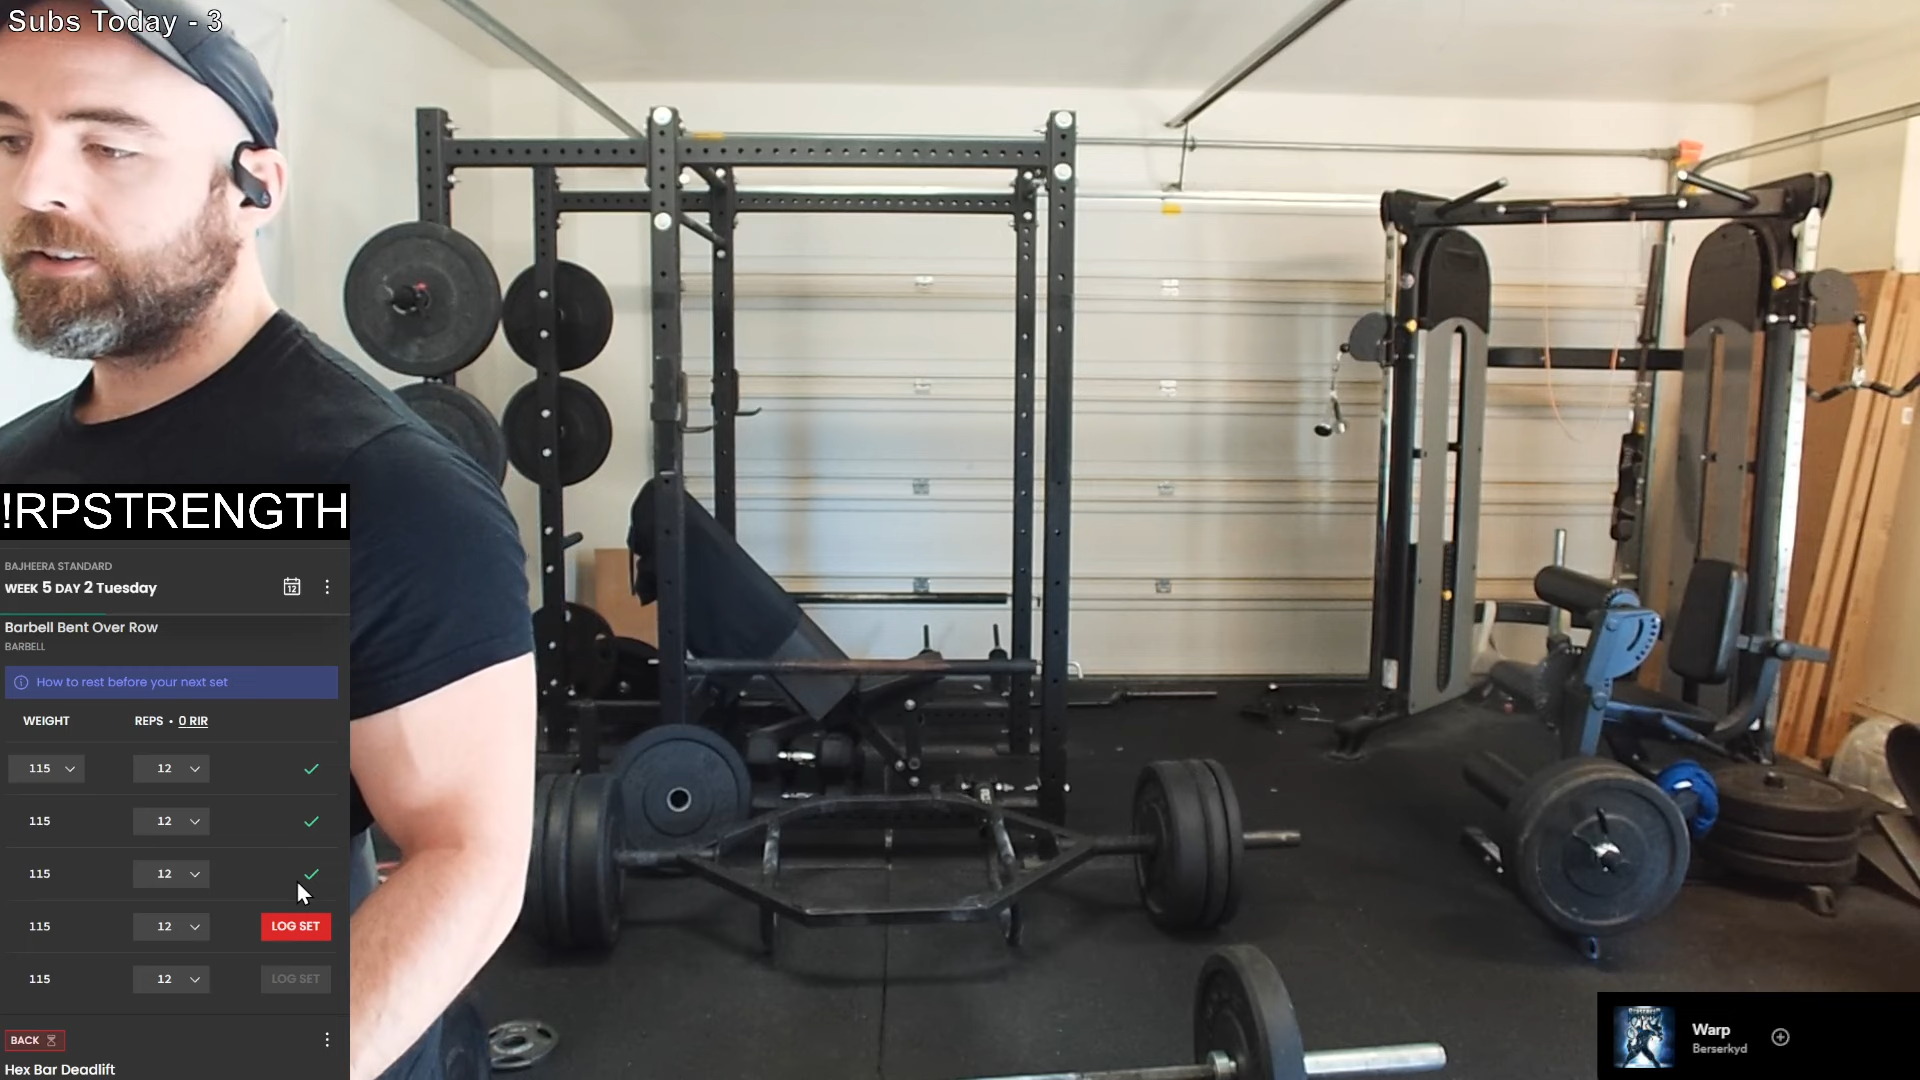 Subs Today - 3
!RPSTRENGTH
BAJHEERA STANDARD
WEEK 5 DAY 2 Tuesday
12
Barbell Bent Over Row
BARBELL
How to rest before your next set
WEIGHT REPS • 0 RIR
115 12
115 12
115 12
115 12 LOG SET
115 12 LOG SET
BACK
Hex Bar Deadlift
Warp
Berserkyd